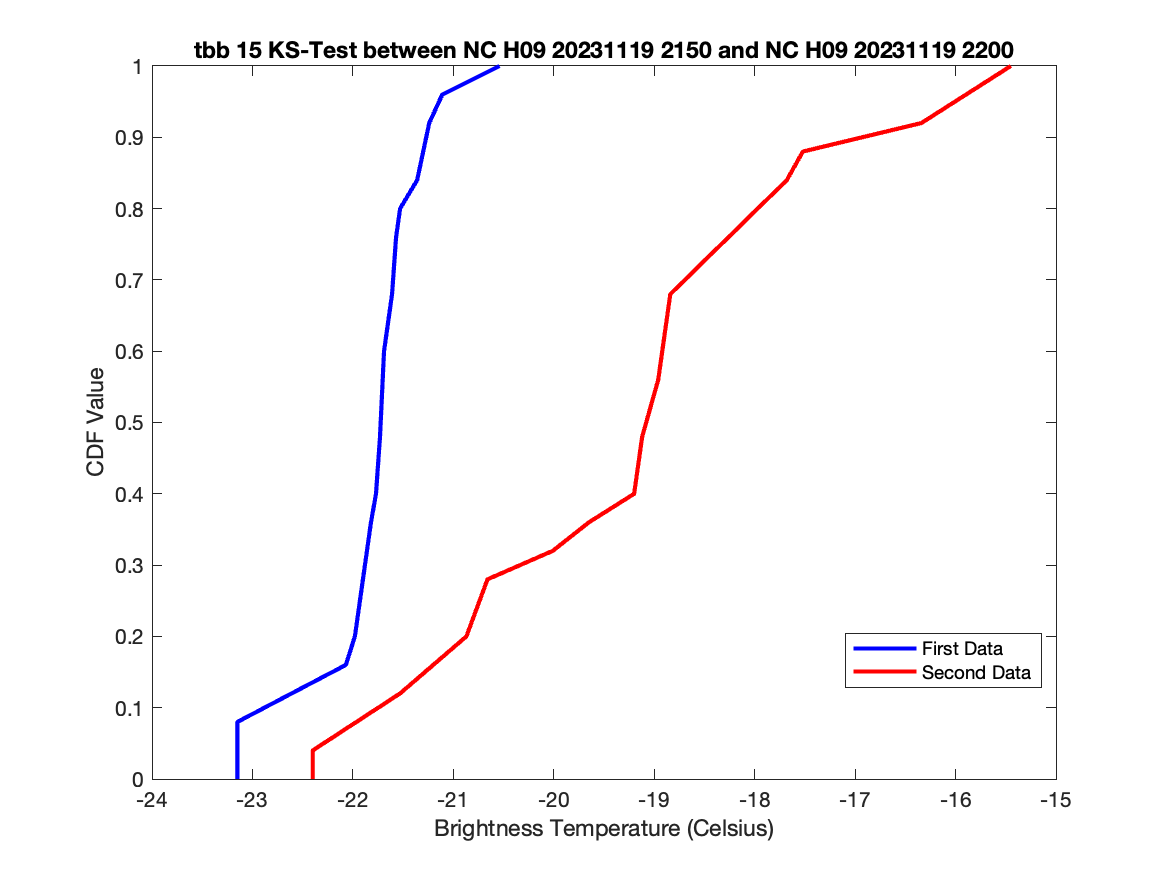 tbb 15 KS-Test between NC H09 20231119 2150 and NC H09 20231119 2200
1
0.9
0.8
0.7
0.6
0.5
0.4
0.3
0.2
0.1
0
CDF Value
First Data
Second Data
-24 -23 -22 -21 -20 -19 -18 -17 -16 -15
Brightness Temperature (Celsius)